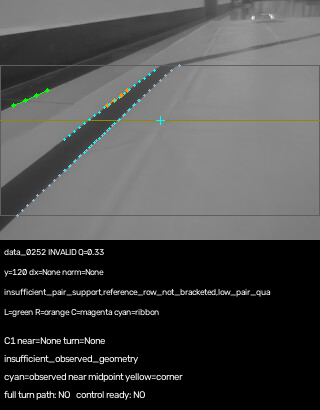 data_0252 INVALID Q=0.33
y=120 dx=None norm=None
insufficient_pair_support,reference_row_not_bracketed,low_pair_qua
L=green R=orange C=magenta cyan=ribbon
C1 near=None turn=None
insufficient_observed_geometry
cyan=observed near midpoint yellow=corner
full turn path: NO control ready: NO